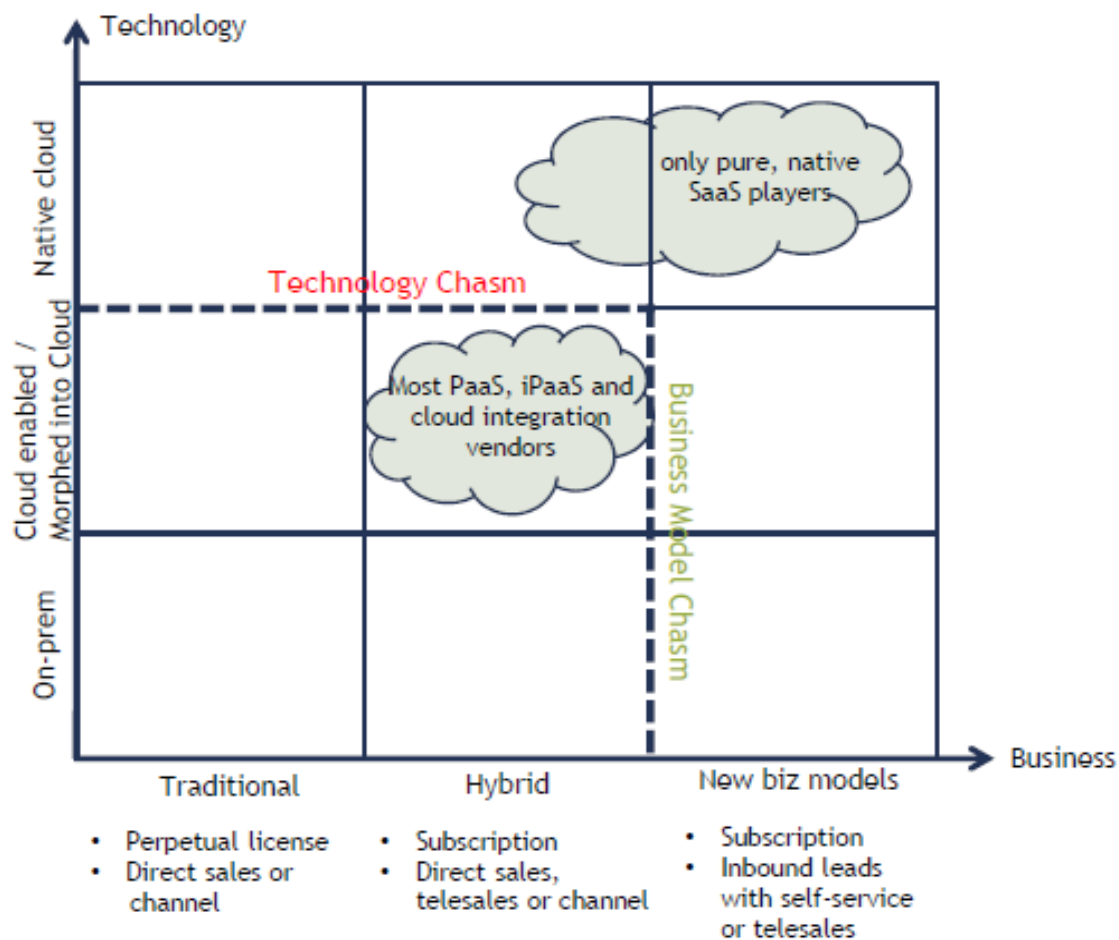 Technology
Native cloud
only pure, native
SaaS players
Technology Chasm
Cloud enabled /
Morphed into Cloud
Most PaaS, iPaaS and
cloud integration
vendors
Business Model Chasm
On-prem
Business
Traditional
Hybrid
New biz models
• Perpetual license
• Direct sales or
channel
• Subscription
• Direct sales,
telesales or channel
• Subscription
• Inbound leads
with self-service
or telesales